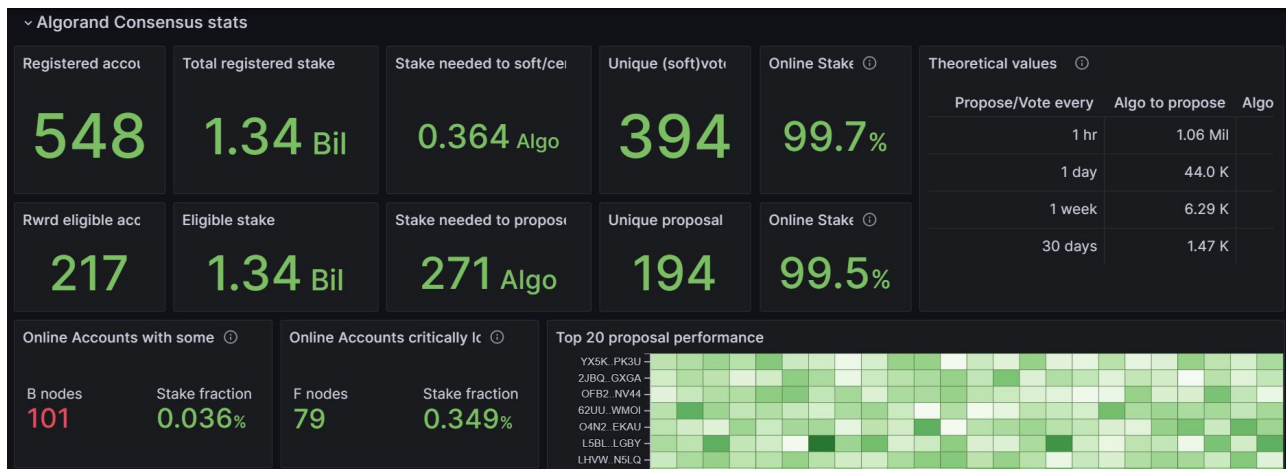 Algorand Consensus stats
Registered accou
548
Total registered stake
1.34 Bil
Stake needed to soft/cer
0.364 Algo
Unique (soft)vote
394
Online Stake
99.7%
Theoretical values
Propose/Vote every Algo to propose Algo
1 hr 1.06 Mil
1 day 44.0 K
1 week 6.29 K
30 days 1.47 K
Rwrd eligible acc
217
Eligible stake
1.34 Bil
Stake needed to propose
271 Algo
Unique proposal
194
Online Stake
99.5%
Online Accounts with some
B nodes Stake fraction
101 0.036%
Online Accounts critically lc
F nodes Stake fraction
79 0.349%
Top 20 proposal performance
YX5K..PK3U
2JBQ..GXGA
OFB2..NV44
62UU..WMOI
O4N2..EKAU
L5BL..LGBY
LHVW..N5LQ